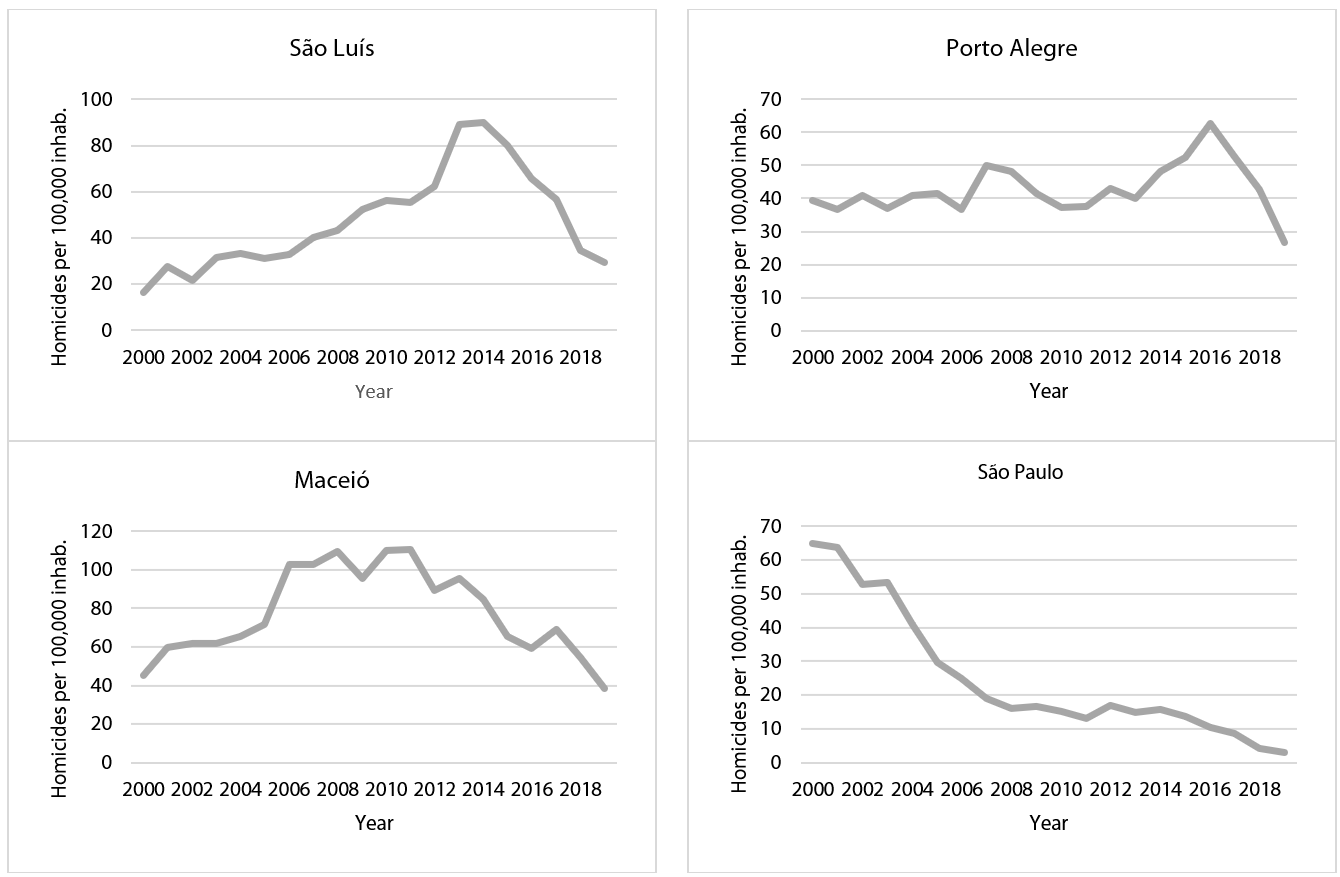 São Luís
Homicides per 100,000 inhab.
100
80
60
40
20
0
2000 2002 2004 2006 2008 2010 2012 2014 2016 2018
Year
Porto Alegre
Homicides per 100,000 inhab.
70
60
50
40
30
20
10
0
2000 2002 2004 2006 2008 2010 2012 2014 2016 2018
Year
Maceió
Homicides per 100,000 inhab.
120
100
80
60
40
20
0
2000 2002 2004 2006 2008 2010 2012 2014 2016 2018
Year
São Paulo
Homicides per 100,000 inhab.
70
60
50
40
30
20
10
0
2000 2002 2004 2006 2008 2010 2012 2014 2016 2018
Year